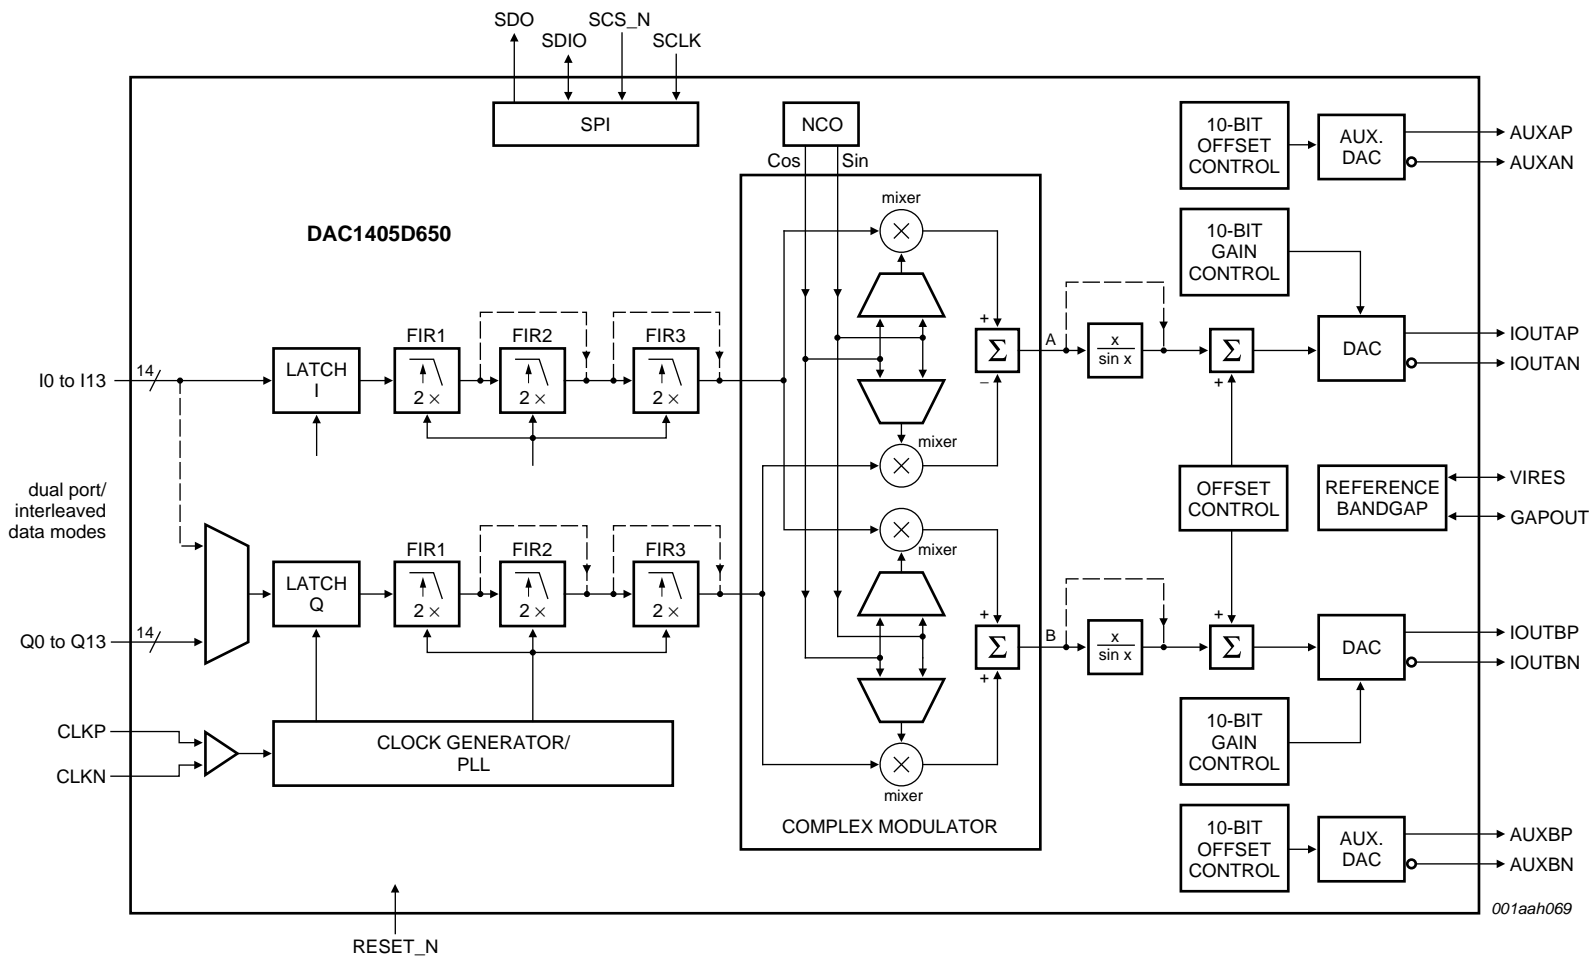 SDO
SDIO
SCS_N
SCLK
SPI
NCO
Cos
Sin
DAC1405D650
10-BIT
OFFSET
CONTROL
AUX.
DAC
AUXAP
AUXAN
mixer
10-BIT
GAIN
CONTROL
I0 to I13
14
LATCH
I
FIR1
2 ×
FIR2
2 ×
FIR3
2 ×
+
Σ
−
A
x
sin x
Σ
+
DAC
IOUTAP
IOUTAN
mixer
dual port/
interleaved
data modes
OFFSET
CONTROL
REFERENCE
BANDGAP
VIRES
GAPOUT
mixer
Q0 to Q13
14
LATCH
Q
FIR1
2 ×
FIR2
2 ×
FIR3
2 ×
+
Σ
+
B
x
sin x
+
Σ
DAC
IOUTBP
IOUTBN
CLKP
CLKN
CLOCK GENERATOR/
PLL
mixer
COMPLEX MODULATOR
10-BIT
GAIN
CONTROL
10-BIT
OFFSET
CONTROL
AUX.
DAC
AUXBP
AUXBN
RESET_N
001aah069